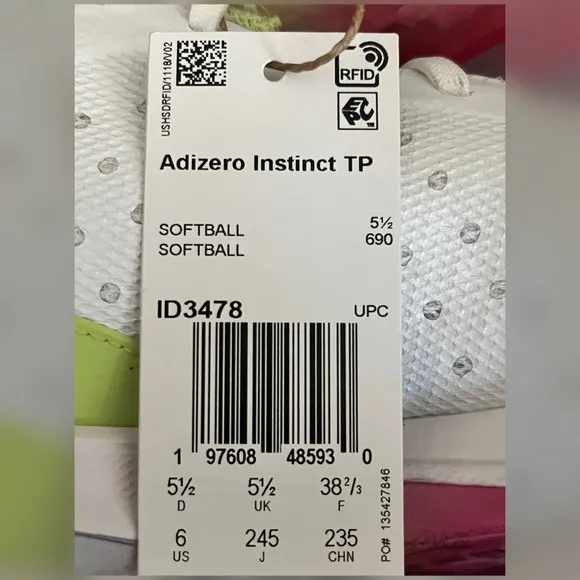 USHSDRFID/1118/V02
RFID
EPC™
Adizero Instinct TP
SOFTBALL 5½
SOFTBALL 690
ID3478 UPC
1 97608 48593 0
5½ 5½ 38²/₃
D UK F
6 245 235
US J CHN
PO# 135427846